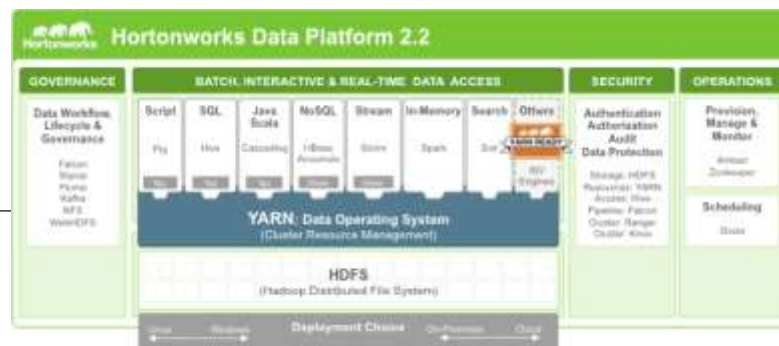 Hortonworks
Hortonworks Data Platform 2.2
GOVERNANCE
BATCH, INTERACTIVE & REAL-TIME DATA ACCESS
SECURITY
OPERATIONS
Data Workflow,
Lifecycle &
Governance
Falcon
Sqoop
Flume
Kafka
NFS
WebHDFS
Script
Pig
SQL
Hive
Java
Scala
Cascading
NoSQL
HBase
Accumulo
Stream
Storm
In-Memory
Spark
Search
Solr
Others
YARN READY
ISV
Engines
YARN: Data Operating System
(Cluster Resource Management)
HDFS
(Hadoop Distributed File System)
Deployment Choice
Linux
Windows
On-Premises
Cloud
Authentication
Authorization
Audit
Data Protection
Storage: HDFS
Resources: YARN
Access: Hive
Pipeline: Falcon
Cluster: Ranger
Cluster: Knox
Provision,
Manage &
Monitor
Ambari
Zookeeper
Scheduling
Oozie